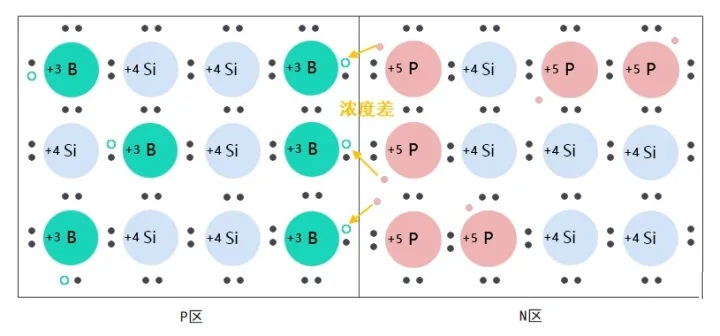 +3 B +4 Si +4 Si +3 B +5 P +4 Si +5 P +5 P
浓度差
+4 Si +3 B +4 Si +3 B +5 P +4 Si +4 Si +4 Si
+3 B +4 Si +4 Si +3 B +5 P +5 P +4 Si +4 Si
P区 N区